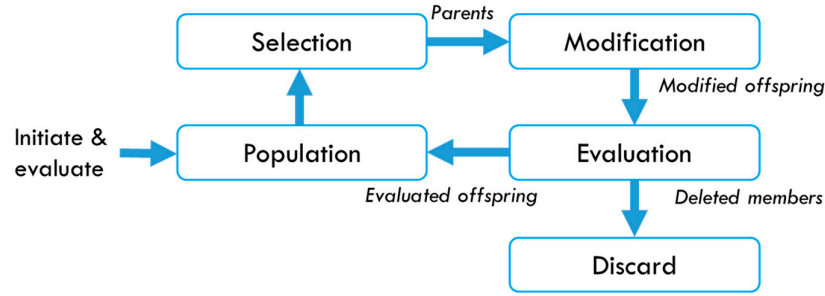 Parents
Selection
Modification
Modified offspring
Initiate &
evaluate
Population
Evaluation
Evaluated offspring
Deleted members
Discard